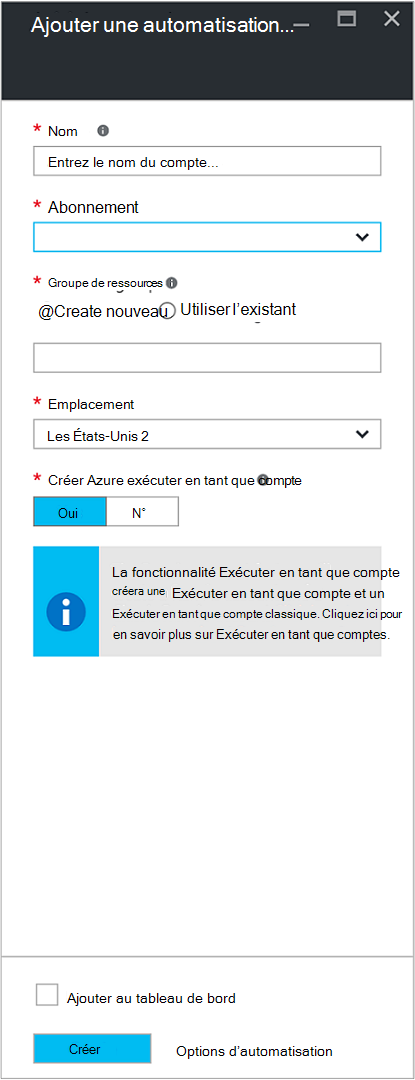 Ajouter une automatisation...
* Nom
Entrez le nom du compte...
* Abonnement
* Groupe de ressources
@Create nouveau Utiliser l'existant
* Emplacement
Les États-Unis 2
* Créer Azure exécuter en tant que compte
Oui N°
La fonctionnalité Exécuter en tant que compte
créera une Exécuter en tant que compte et un
Exécuter en tant que compte classique. Cliquez ici pour
en savoir plus sur Exécuter en tant que comptes.
Ajouter au tableau de bord
Créer Options d'automatisation